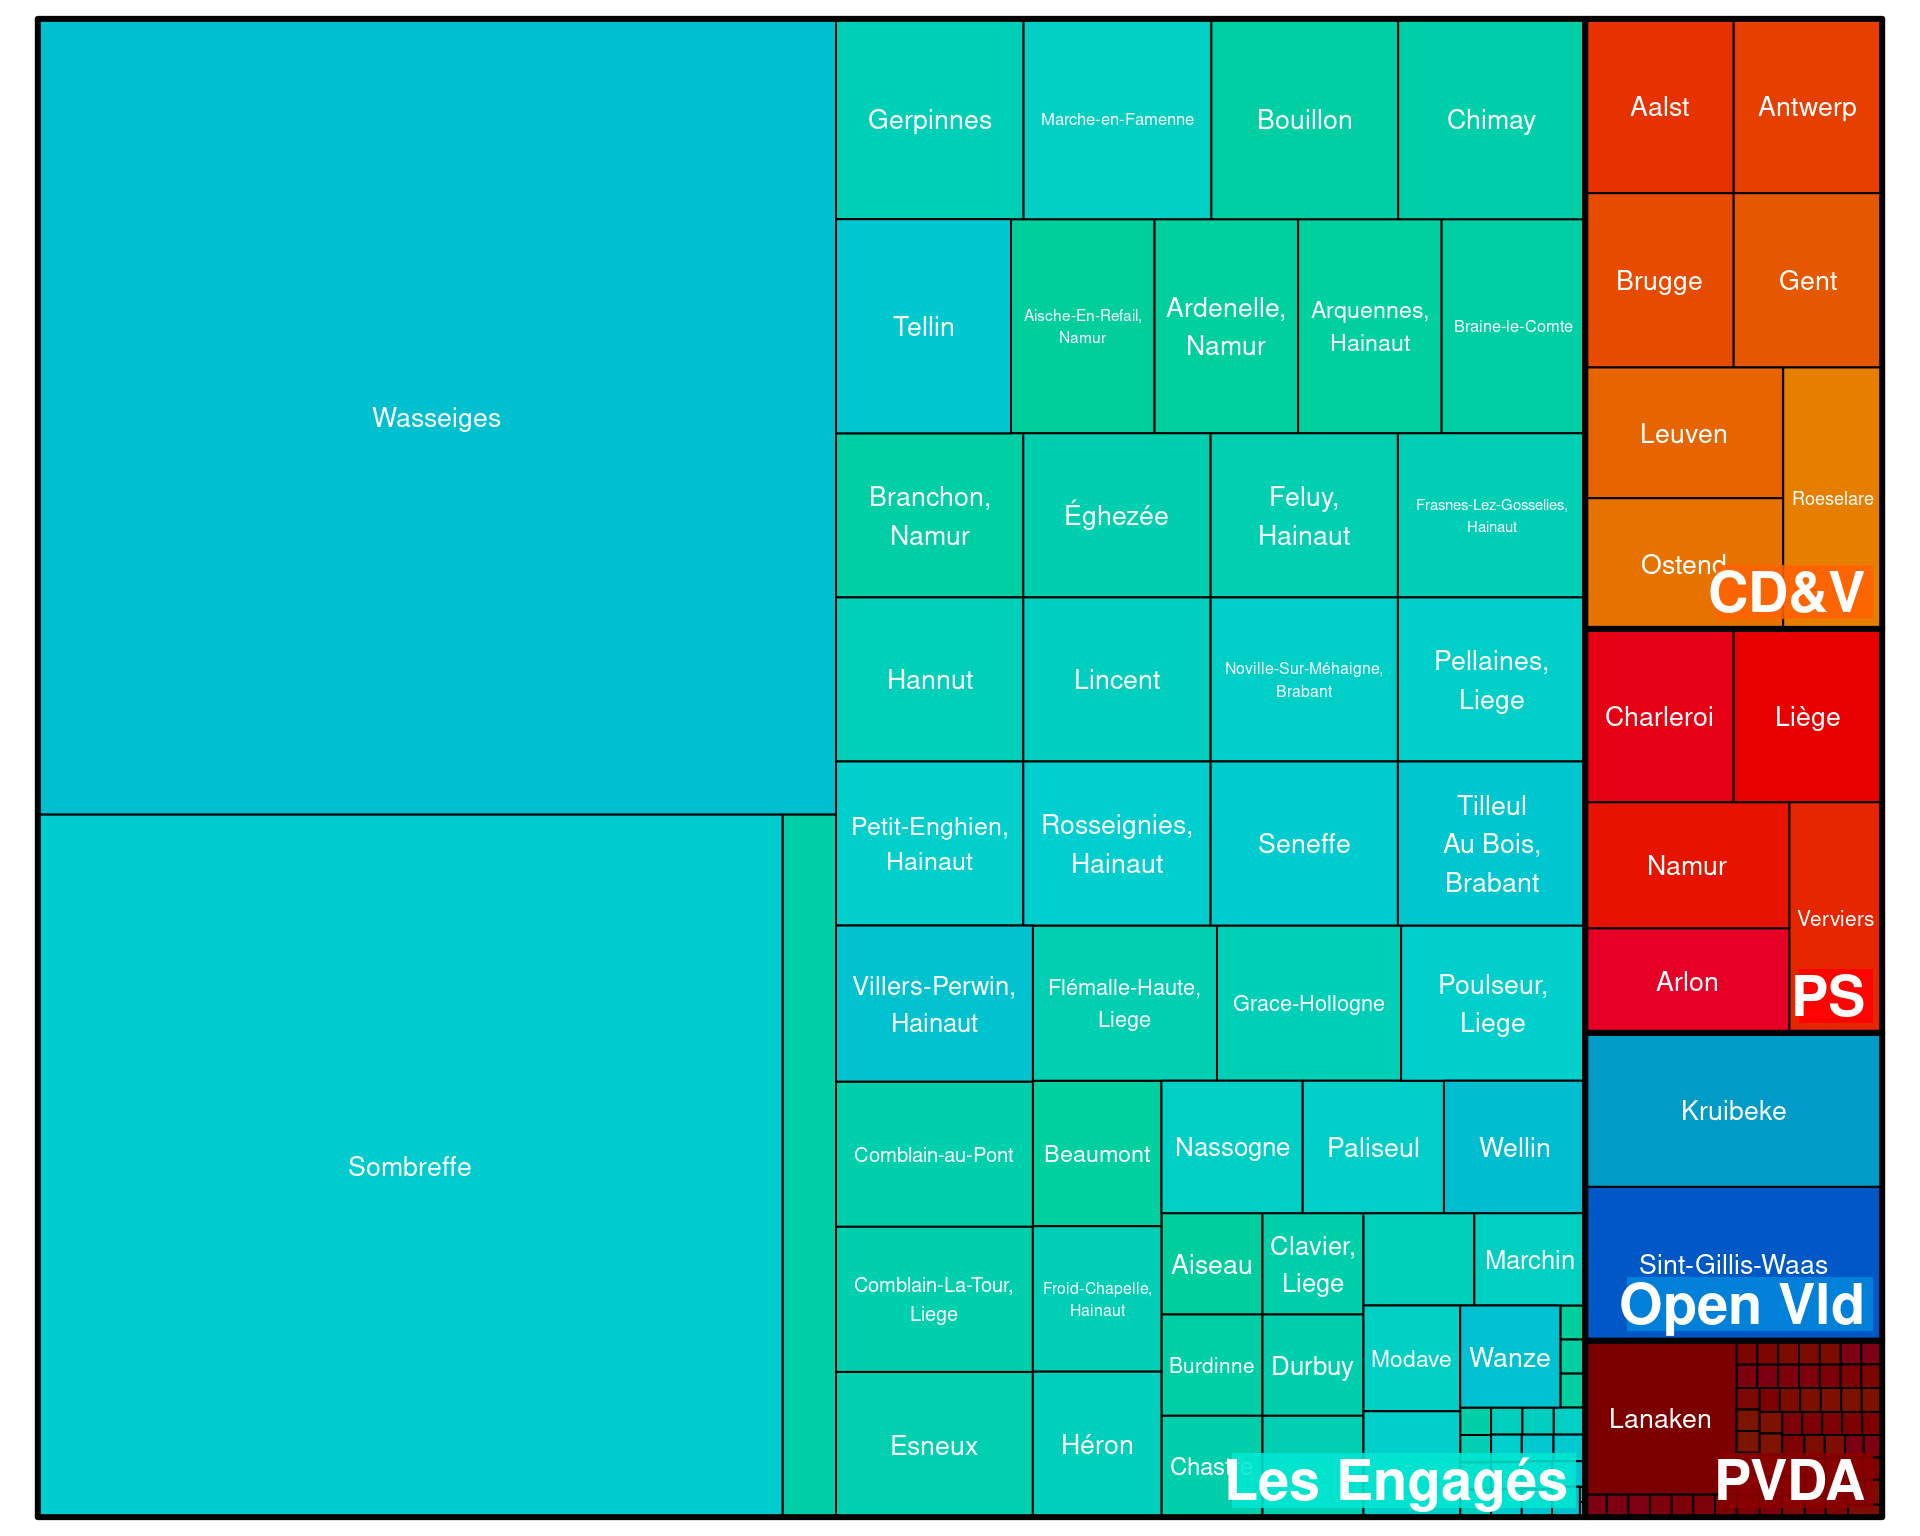 Wasseiges
Sombreffe
Gerpinnes
Marche-en-Famenne
Bouillon
Chimay
Tellin
Aische-En-Refail,
Namur
Ardenelle,
Namur
Arquennes,
Hainaut
Braine-le-Comte
Branchon,
Namur
Éghezée
Feluy,
Hainaut
Frasnes-Lez-Gosselies,
Hainaut
Hannut
Lincent
Noville-Sur-Méhaigne,
Brabant
Pellaines,
Liege
Petit-Enghien,
Hainaut
Rosseignies,
Hainaut
Seneffe
Tilleul
Au Bois,
Brabant
Villers-Perwin,
Hainaut
Flémalle-Haute,
Liege
Grace-Hollogne
Poulseur,
Liege
Comblain-au-Pont
Beaumont
Nassogne
Paliseul
Wellin
Comblain-La-Tour,
Liege
Froid-Chapelle,
Hainaut
Aiseau
Clavier,
Liege
Marchin
Burdinne
Durbuy
Modave
Wanze
Esneux
Héron
Chastre
Les Engagés
Aalst
Antwerp
Brugge
Gent
Leuven
Roeselare
Ostend
CD&V
Charleroi
Liège
Namur
Verviers
Arlon
PS
Kruibeke
Sint-Gillis-Waas
Open Vld
Lanaken
PVDA